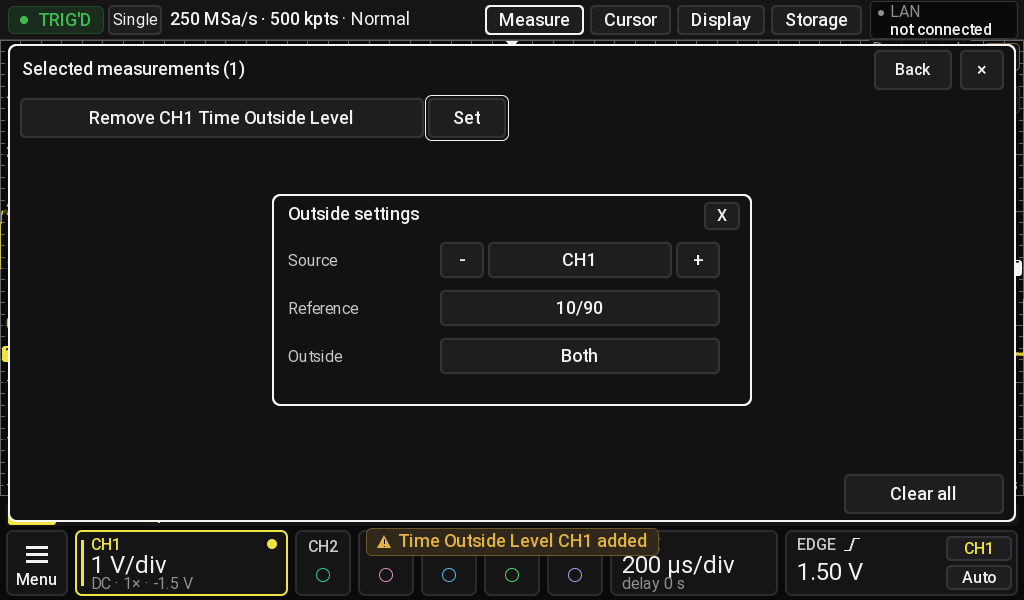 TRIG'D Single 250 MSa/s · 500 kpts · Normal Measure Cursor Display Storage LAN
not connected
Selected measurements (1) Back ×
Remove CH1 Time Outside Level Set
Outside settings X
Source - CH1 +
Reference 10/90
Outside Both
Clear all
Time Outside Level CH1 added
Menu
CH1
1 V/div
DC · 1× · -1.5 V
CH2
200 µs/div
delay 0 s
EDGE CH1
1.50 V Auto